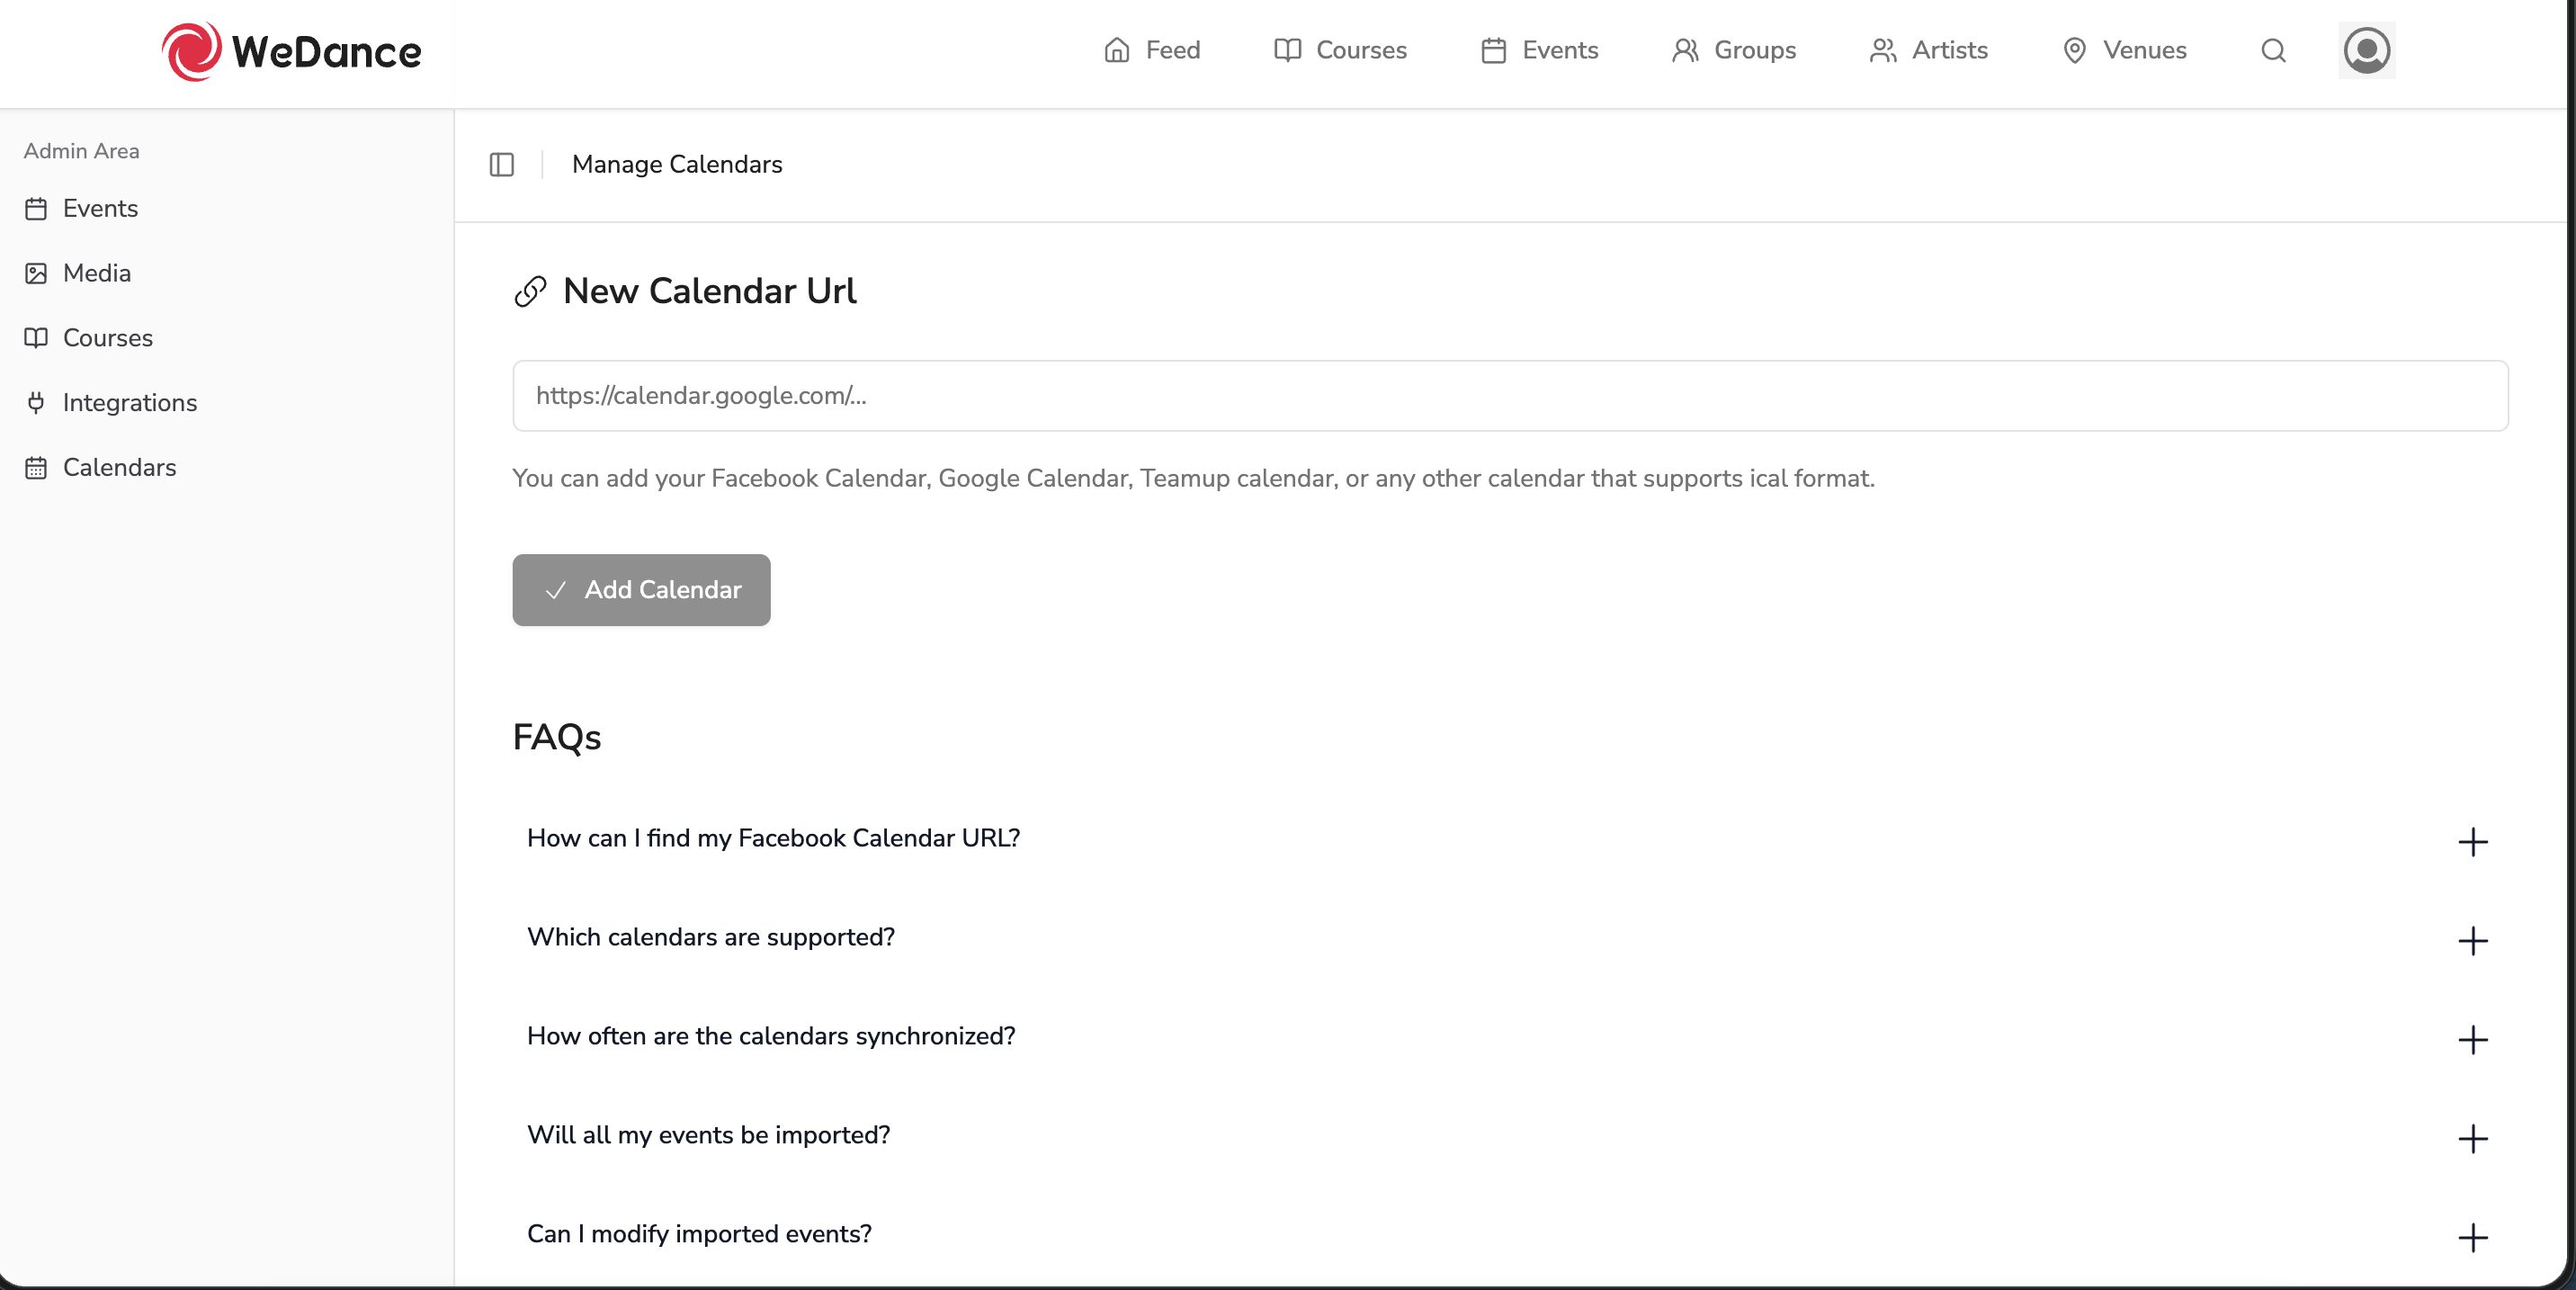 WeDance
Feed
Courses
Events
Groups
Artists
Venues
Admin Area
Events
Media
Courses
Integrations
Calendars
Manage Calendars
New Calendar Url
https://calendar.google.com/...
You can add your Facebook Calendar, Google Calendar, Teamup calendar, or any other calendar that supports ical format.
Add Calendar
FAQs
How can I find my Facebook Calendar URL?
Which calendars are supported?
How often are the calendars synchronized?
Will all my events be imported?
Can I modify imported events?